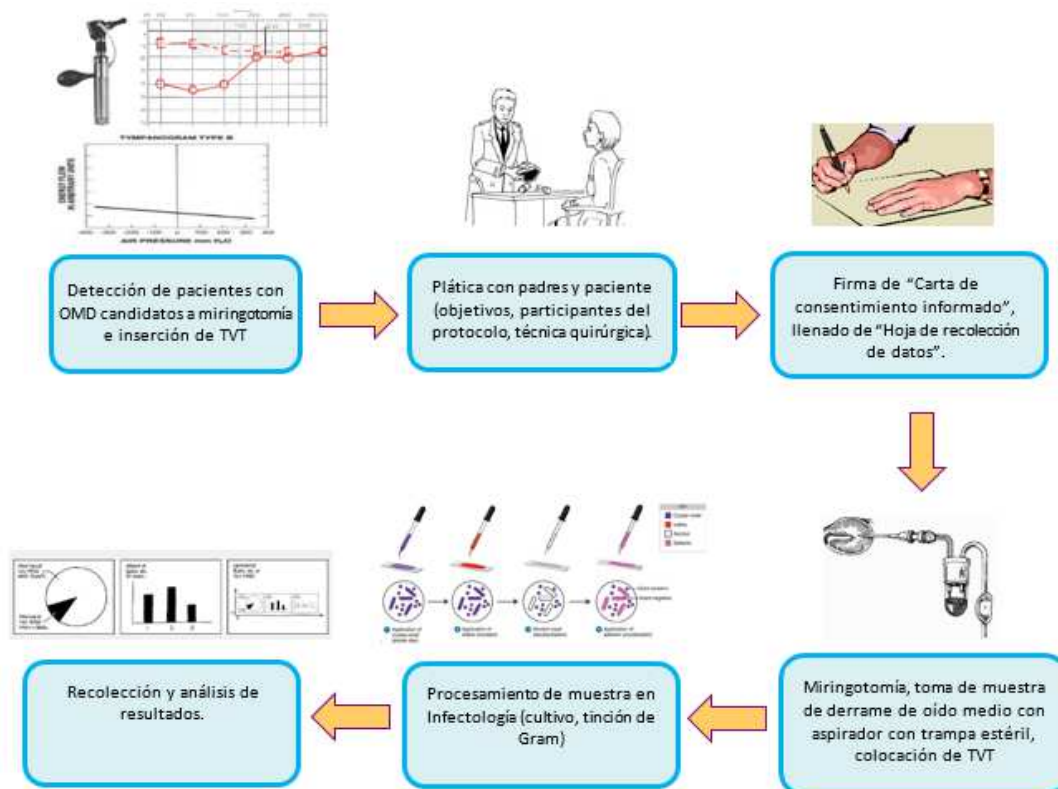 TYMPANOGRAM TYPE B
AIR PRESSURE mm H₂O
Detección de pacientes con
OMD candidatos a miringotomía
e inserción de TVT
Plática con padres y paciente
(objetivos, participantes del
protocolo, técnica quirúrgica).
Firma de “Carta de
consentimiento informado”,
llenado de “Hoja de recolección
de datos”.
Miringotomía, toma de muestra
de derrame de oído medio con
aspirador con trampa estéril,
colocación de TVT
Procesamiento de muestra en
Infectología (cultivo, tinción de
Gram)
Recolección y análisis de
resultados.